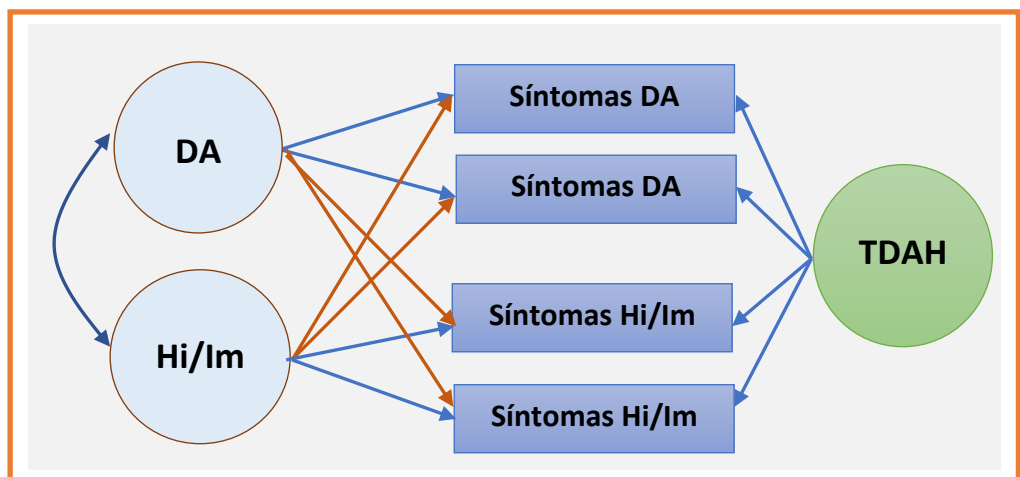 DA
Hi/Im
Síntomas DA
Síntomas DA
Síntomas Hi/Im
Síntomas Hi/Im
TDAH